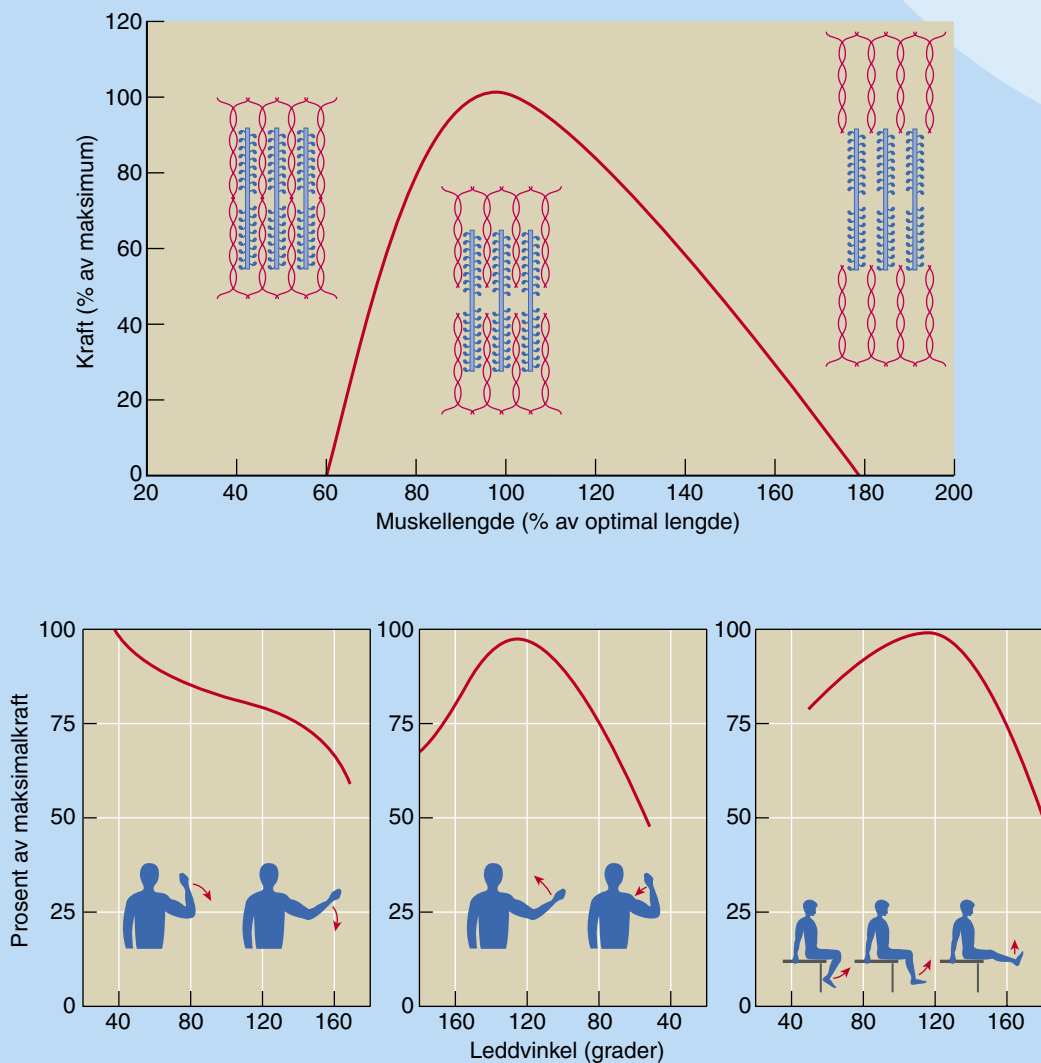 120
100
80
60
40
20
0
Kraft (% av maksimum)
20 40 60 80 100 120 140 160 180 200
Muskellengde (% av optimal lengde)
100
75
50
25
0
Prosent av maksimalkraft
40 80 120 160
100
75
50
25
0
160 120 80 40
100
75
50
25
0
40 80 120 160
Leddvinkel (grader)